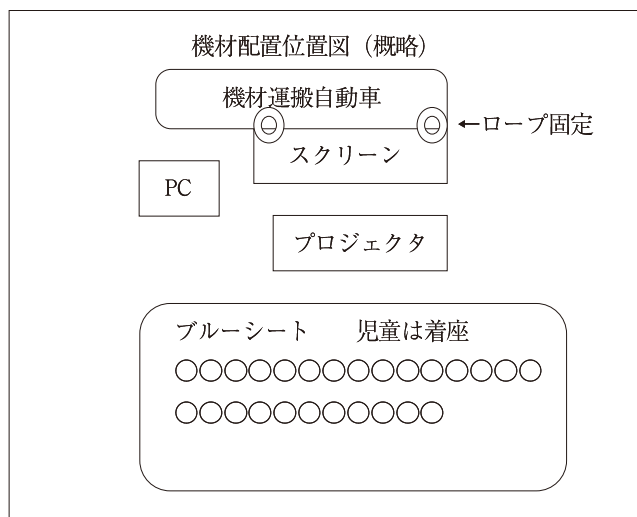 機材配置位置図（概略）
機材運搬自動車
←ロープ固定
スクリーン
PC
プロジェクタ
ブルーシート　児童は着座